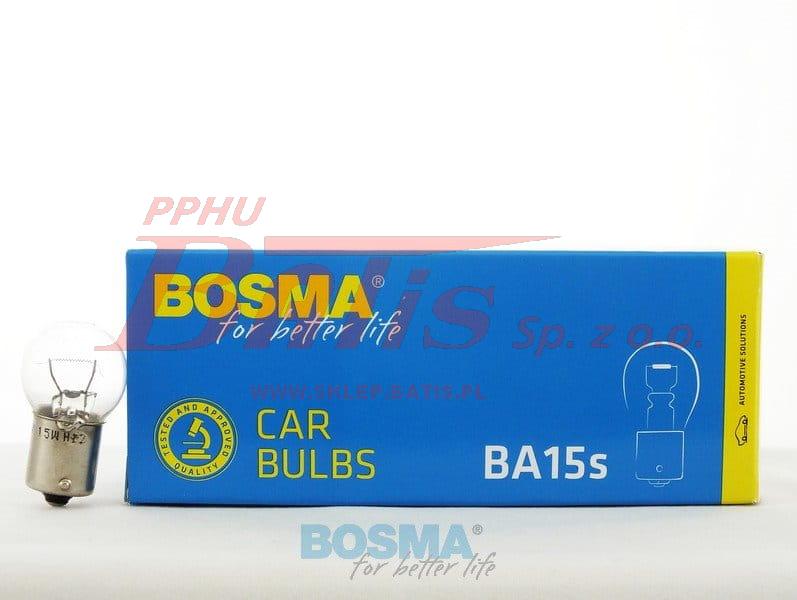 PPHU
Batis Sp. z o.o.
BOSMA®
for better life
WWW.SKLEP.BATIS.PL
TESTED AND APPROVED
QUALITY
CAR
BULBS
BA15s
AUTOMOTIVE SOLUTIONS
15W
BOSMA®
for better life